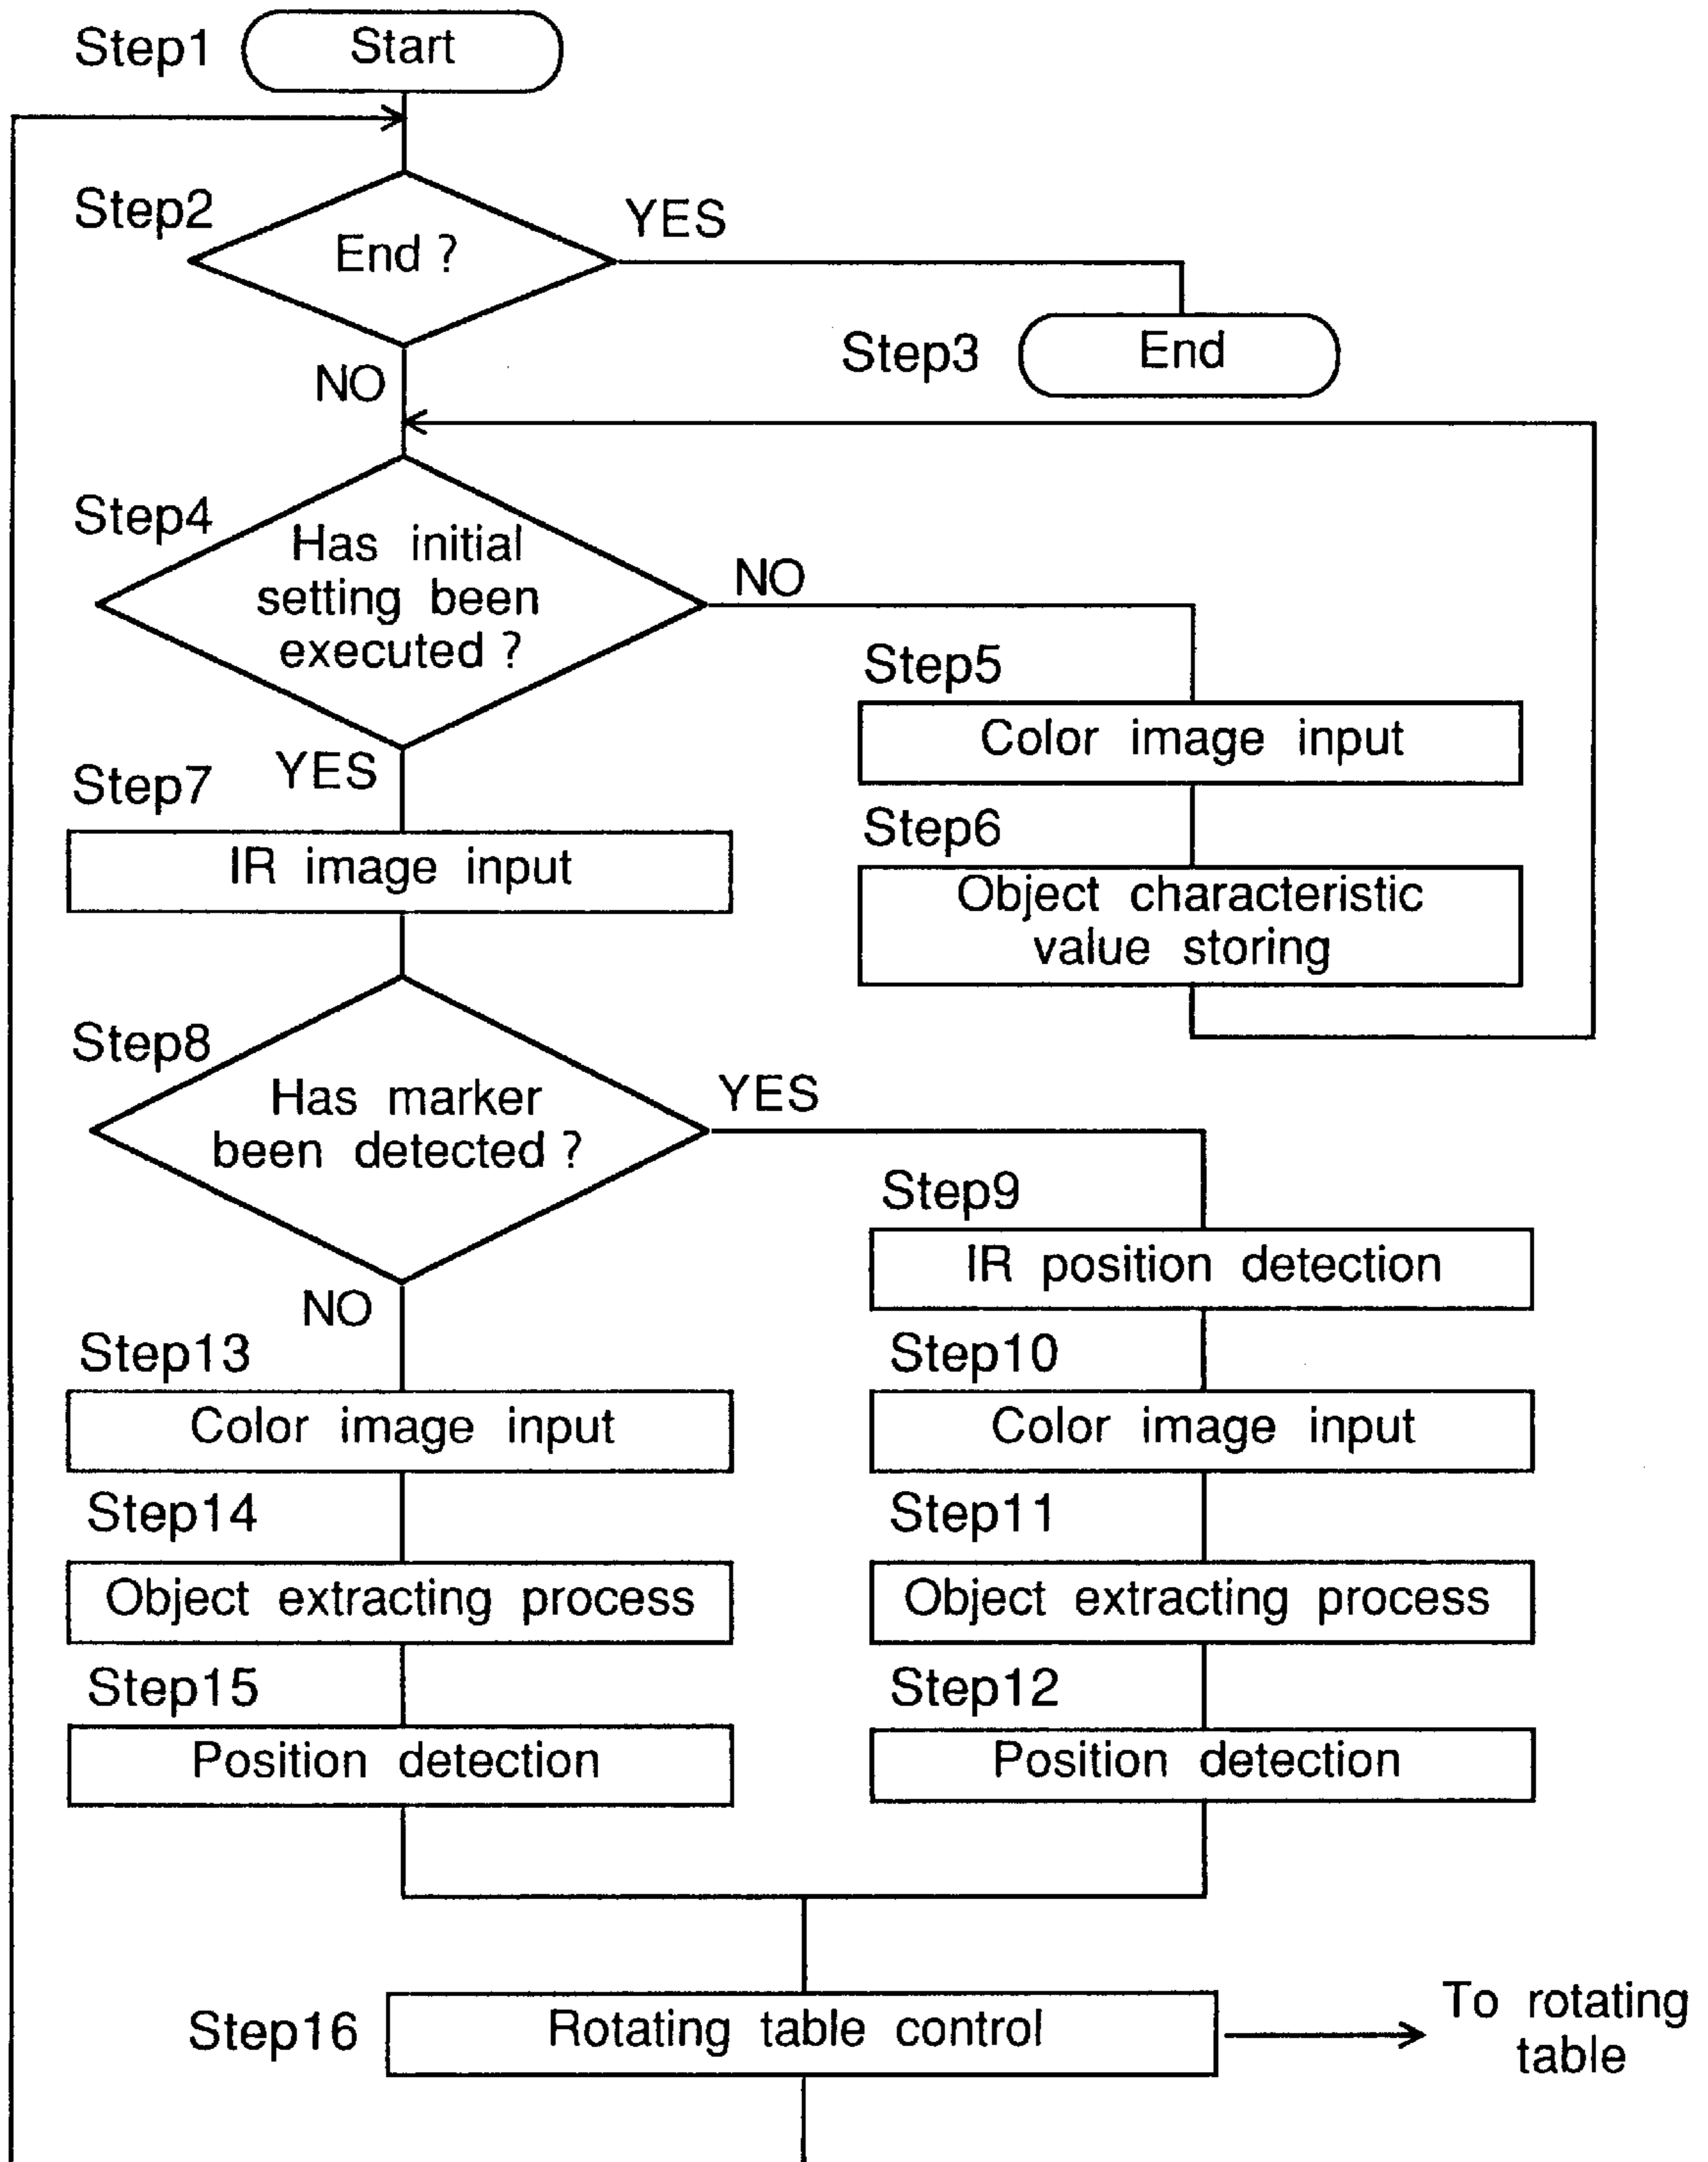 Step1
Start
Step2
End ?
YES
Step3
End
NO
Step4
Has initial
setting been
executed ?
NO
Step5
Color image input
YES
Step7
IR image input
Step6
Object characteristic
value storing
Step8
Has marker
been detected ?
YES
Step9
IR position detection
NO
Step13
Color image input
Step10
Color image input
Step14
Object extracting process
Step11
Object extracting process
Step15
Position detection
Step12
Position detection
Step16
Rotating table control
To rotating
table